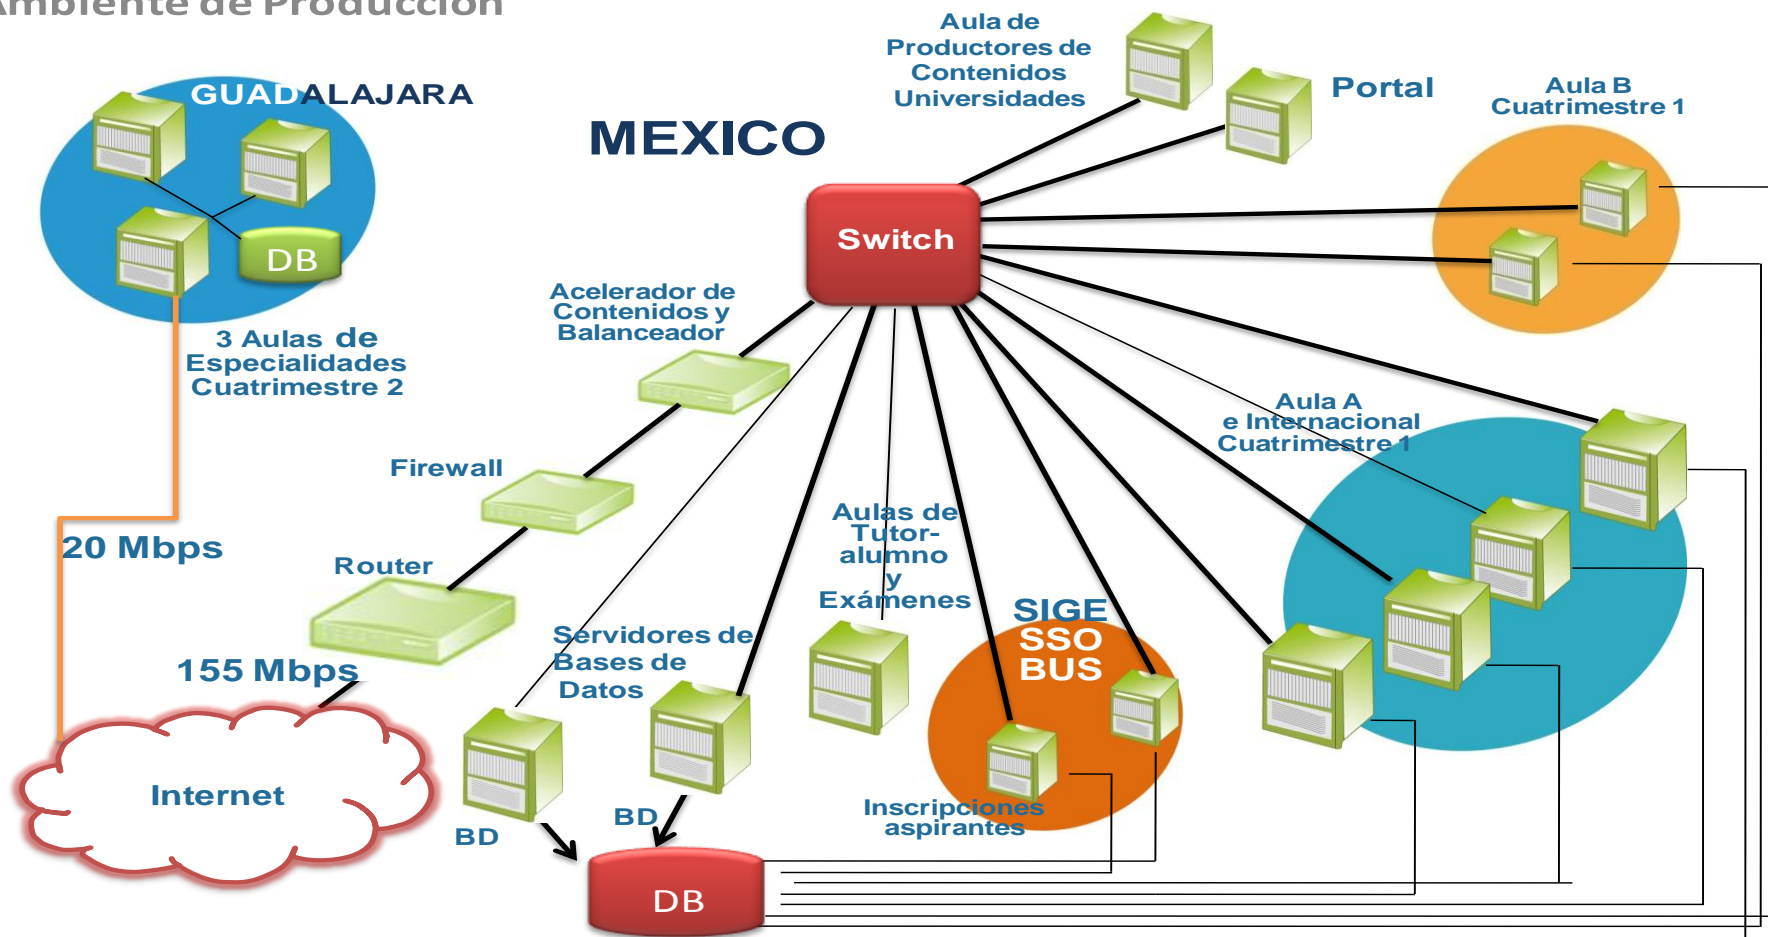 Ambiente de Producción
GUADALAJARA
DB
3 Aulas de
Especialidades
Cuatrimestre 2
20 Mbps
MEXICO
Aula de
Productores de
Contenidos
Universidades
Portal
Aula B
Cuatrimestre 1
Switch
Acelerador de
Contenidos y
Balanceador
Firewall
Router
155 Mbps
Internet
Servidores de
Bases de
Datos
BD
BD
DB
Aulas de
Tutor-
alumno
y
Exámenes
SIGE
SSO
BUS
Inscripciones
aspirantes
Aula A
e Internacional
Cuatrimestre 1